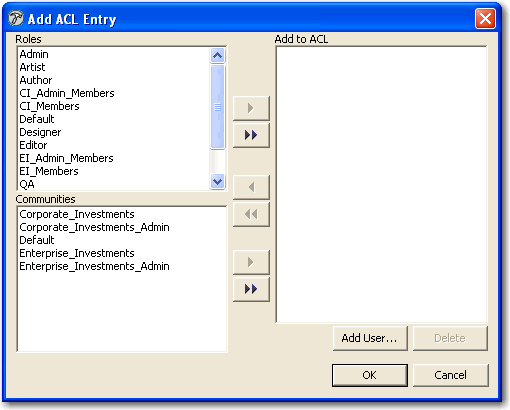 Add ACL Entry
Roles
Admin
Artist
Author
CI_Admin_Members
CI_Members
Default
Designer
Editor
EI_Admin_Members
EI_Members
QA
Communities
Corporate_Investments
Corporate_Investments_Admin
Default
Enterprise_Investments
Enterprise_Investments_Admin
Add to ACL
Add User...
Delete
OK
Cancel